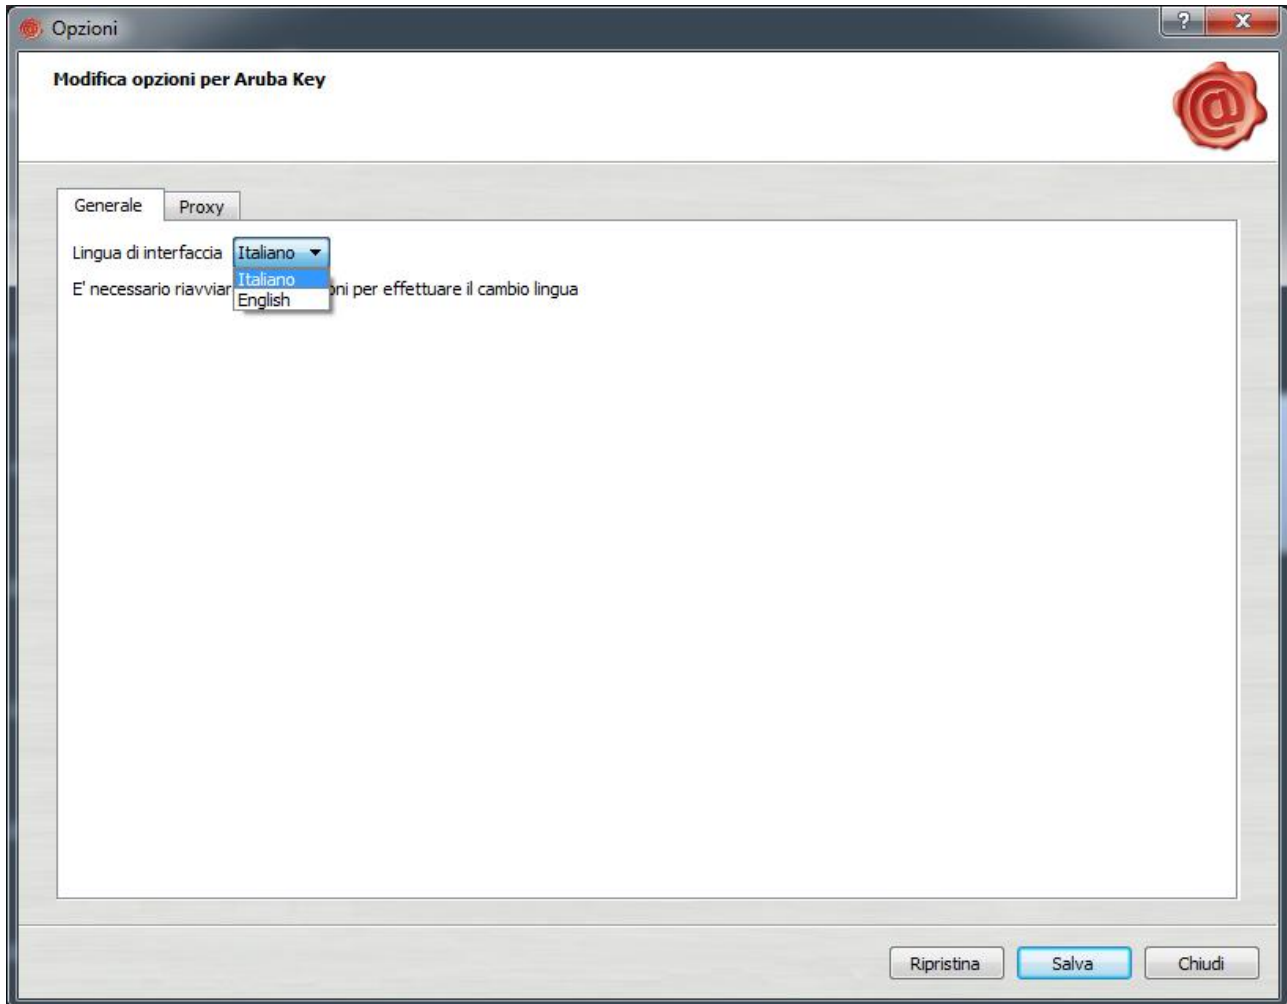 Opzioni
?
X
Modifica opzioni per Aruba Key
@
Generale Proxy
Lingua di interfaccia Italiano
Italiano
English
E' necessario per effettuare il cambio lingua
Ripristina Salva Chiudi